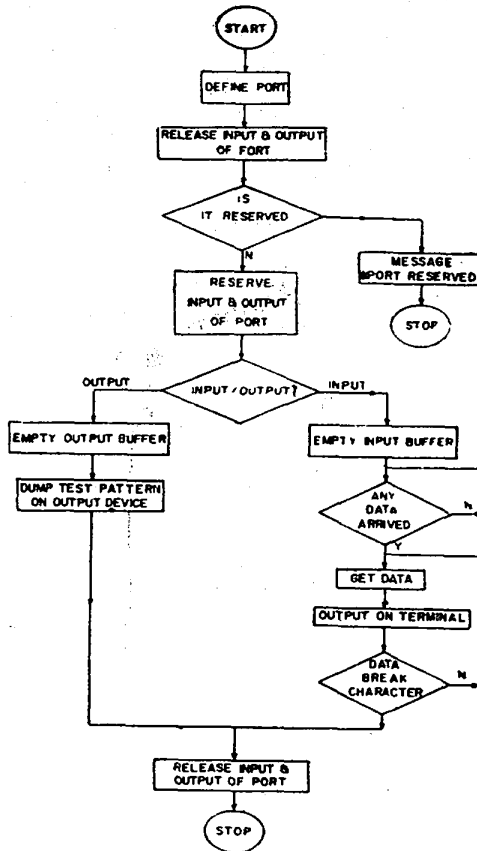 START
DEFINE PORT
RELEASE INPUT & OUTPUT
OF FORT
IS
IT RESERVED
N
MESSAGE
PORT RESERVED
STOP
RESERVE
INPUT & OUTPUT
OF PORT
INPUT/OUTPUT?
OUTPUT
INPUT
EMPTY OUTPUT BUFFER
DUMP TEST PATTERN
ON OUTPUT DEVICE
EMPTY INPUT BUFFER
ANY
DATA
ARRIVED
N
Y
GET DATA
OUTPUT ON TERMINAL
DATA
BREAK
CHARACTER
N
RELEASE INPUT &
OUTPUT OF PORT
STOP